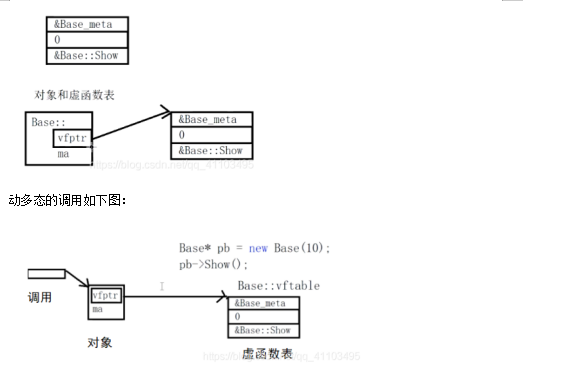 &Base_meta
0
&Base::Show
对象和虚函数表
Base::
vfptr
ma
&Base_meta
0
&Base::Show
https://blog.csdn.net/qq_41103495
动多态的调用如下图：
Base* pb = new Base(10);
pb->Show();
Base::vftable
调用
vfptr
ma
&Base_meta
0
&Base::Show
对象
虚函数表
https://blog.csdn.net/qq_41103495